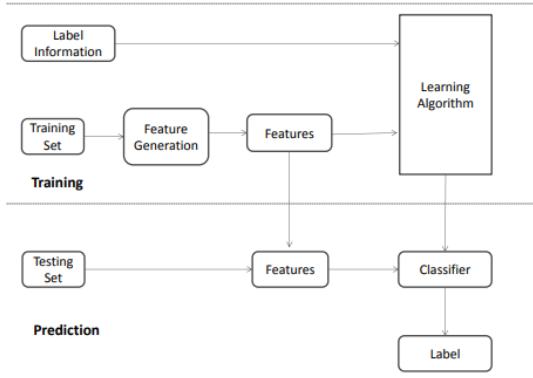 Label
Information
Learning
Algorithm
Training
Set
Feature
Generation
Features
Training
Testing
Set
Features
Classifier
Prediction
Label